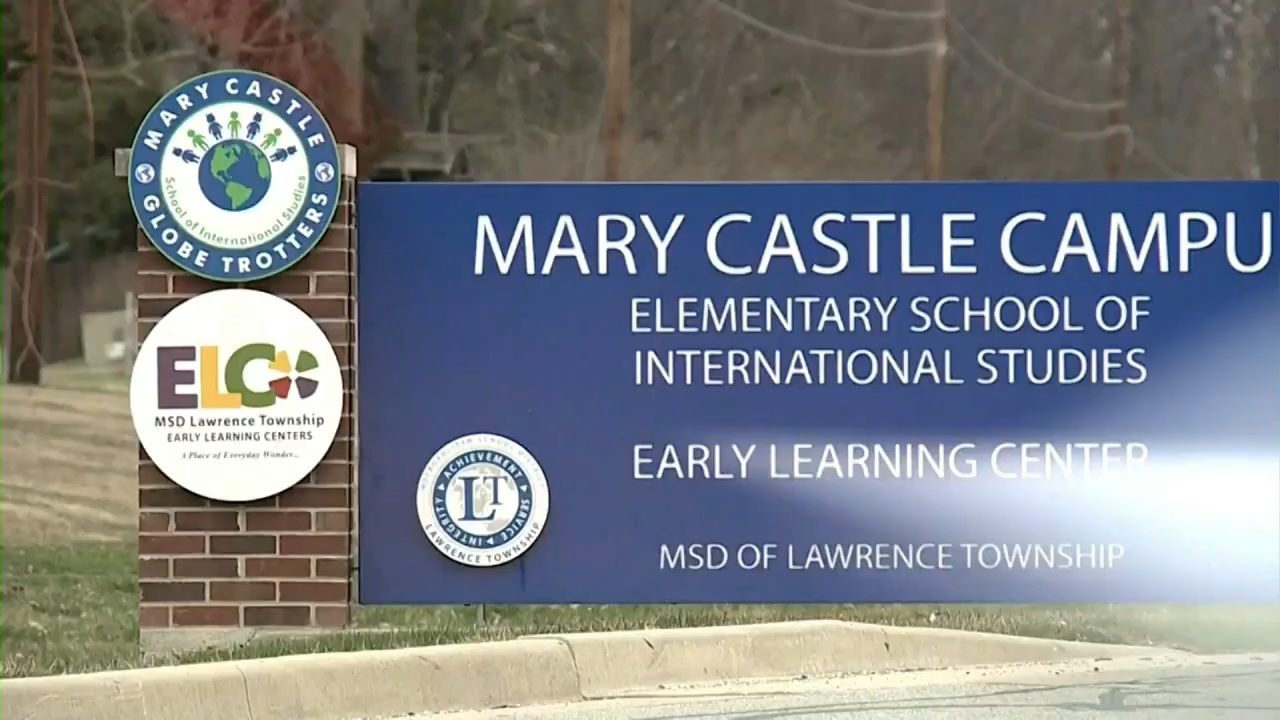 MARY CASTLE
School of International Studies
GLOBE TROTTERS
ELC
MSD Lawrence Township
EARLY LEARNING CENTERS
A Place of Everyday Wonder...
MARY CASTLE CAMPU
ELEMENTARY SCHOOL OF
INTERNATIONAL STUDIES
EARLY LEARNING CENTER
MSD OF LAWRENCE TOWNSHIP
ACHIEVEMENT
INTEGRITY
SERVICE
LT
LAWRENCE TOWNSHIP